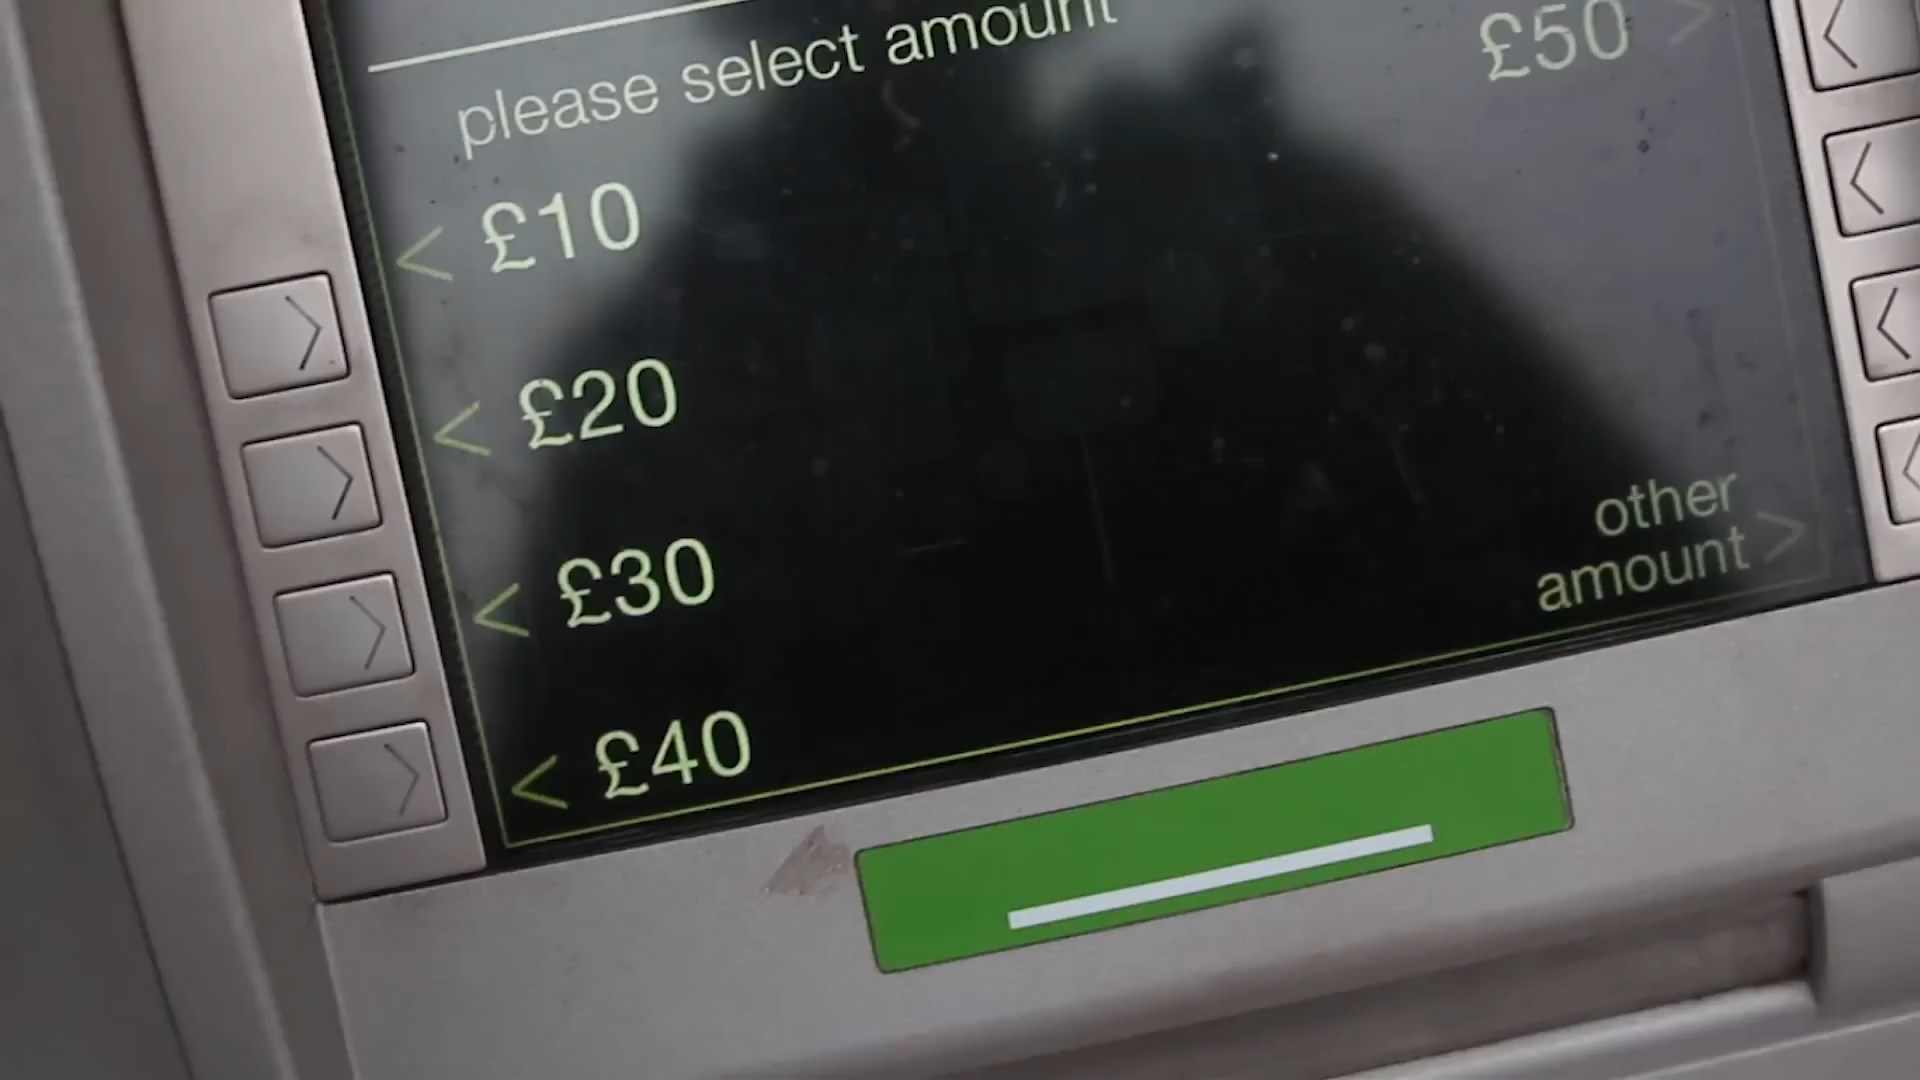 please select amount
< £10
£50 >
< £20
< £30
other
amount >
< £40